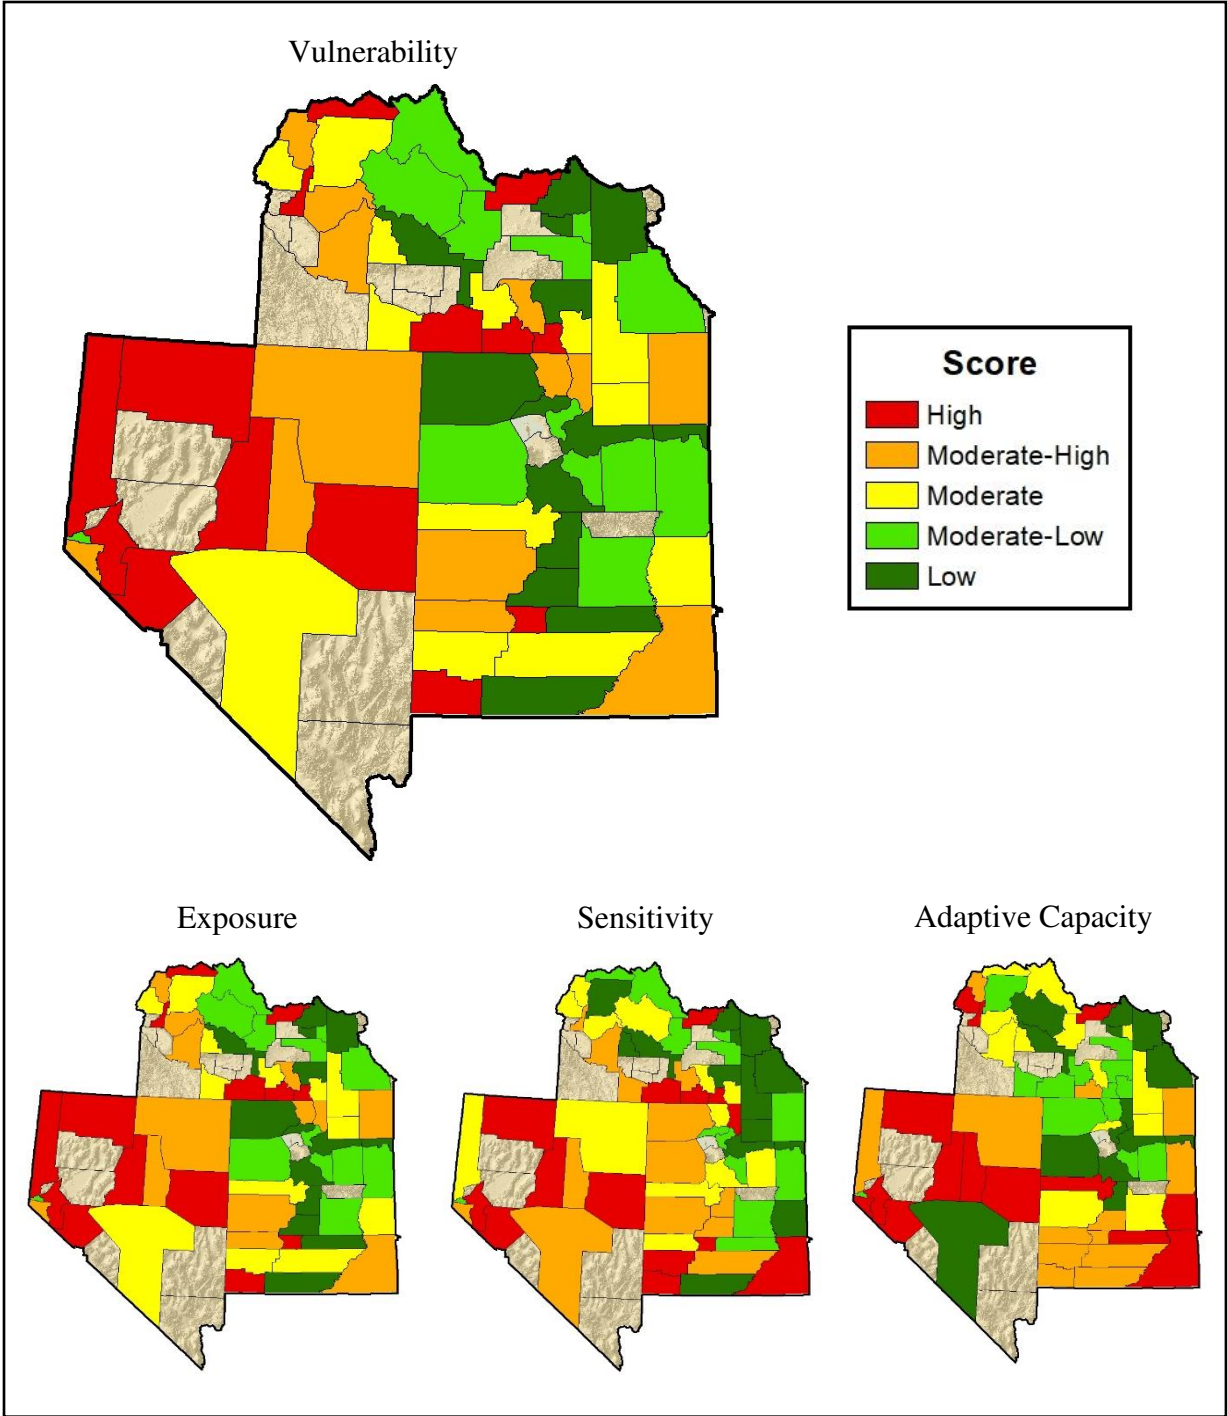 Vulnerability
Score
High
Moderate-High
Moderate
Moderate-Low
Low
Exposure
Sensitivity
Adaptive Capacity